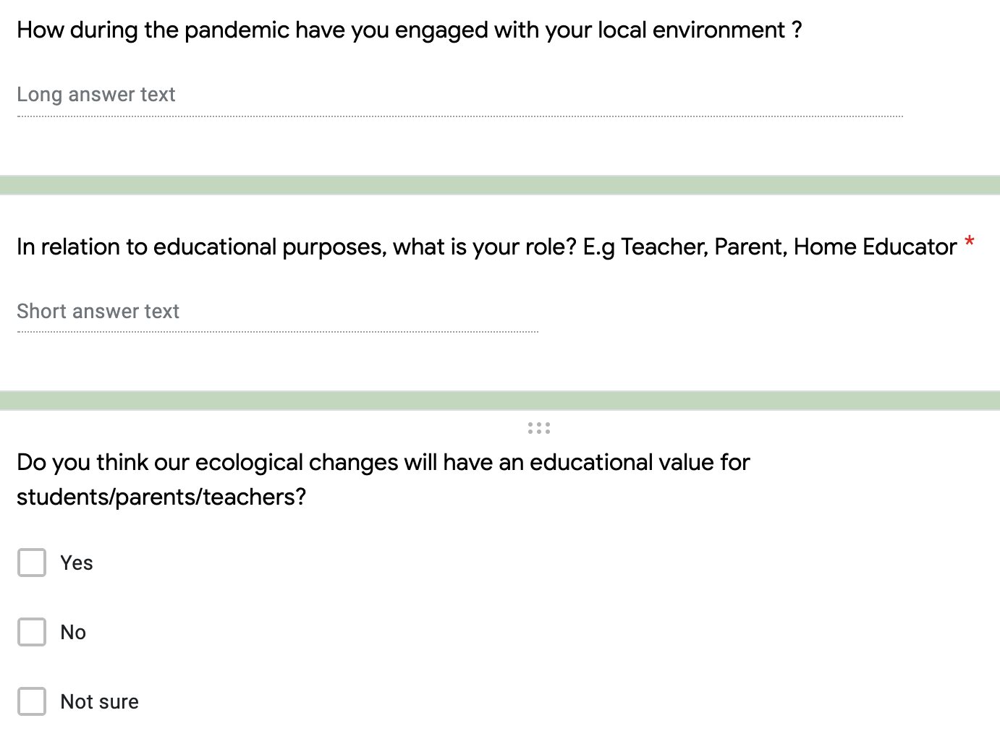 How during the pandemic have you engaged with your local environment ?
Long answer text
In relation to educational purposes, what is your role? E.g Teacher, Parent, Home Educator *
Short answer text
Do you think our ecological changes will have an educational value for
students/parents/teachers?
Yes
No
Not sure